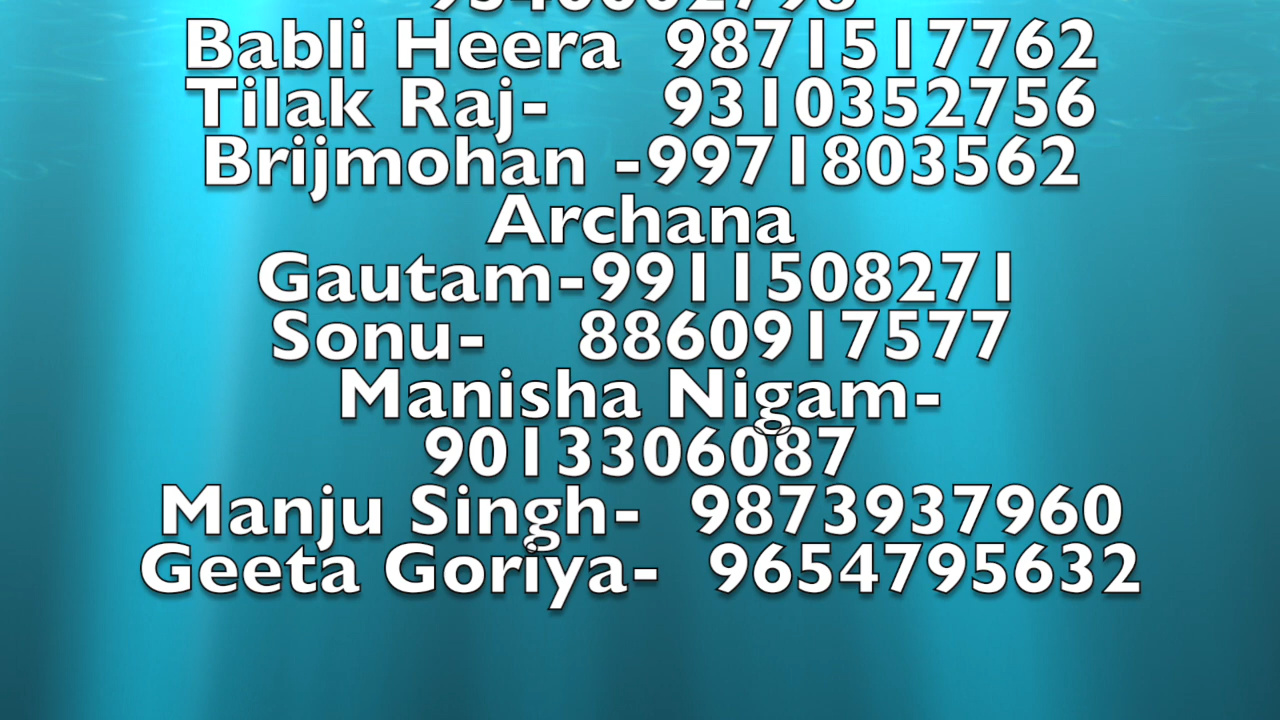 Babli Heera 9871517762
Tilak Raj- 9310352756
Brijmohan -9971803562
Archana
Gautam-9911508271
Sonu- 8860917577
Manisha Nigam-
9013306087
Manju Singh- 9873937960
Geeta Goriya- 9654795632